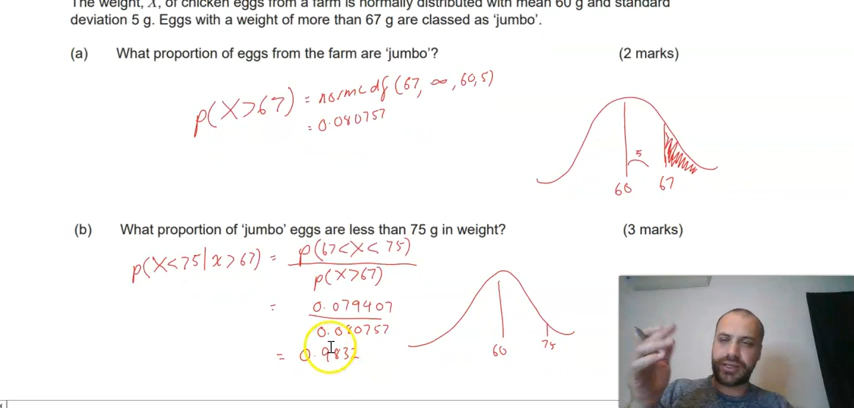 The weight, X, of chicken eggs from a farm is normally distributed with mean 60 g and standard
deviation 5 g. Eggs with a weight of more than 67 g are classed as 'jumbo'.
(a) What proportion of eggs from the farm are 'jumbo'? (2 marks)
p(X>67) = normcdf(67, ∞, 60, 5)
= 0.080757
5
60 67
(b) What proportion of 'jumbo' eggs are less than 75 g in weight? (3 marks)
p(X<75|x>67) = p(67<X<75)
p(X>67)
= 0.079407
0.080757
= 0.9832
60 75